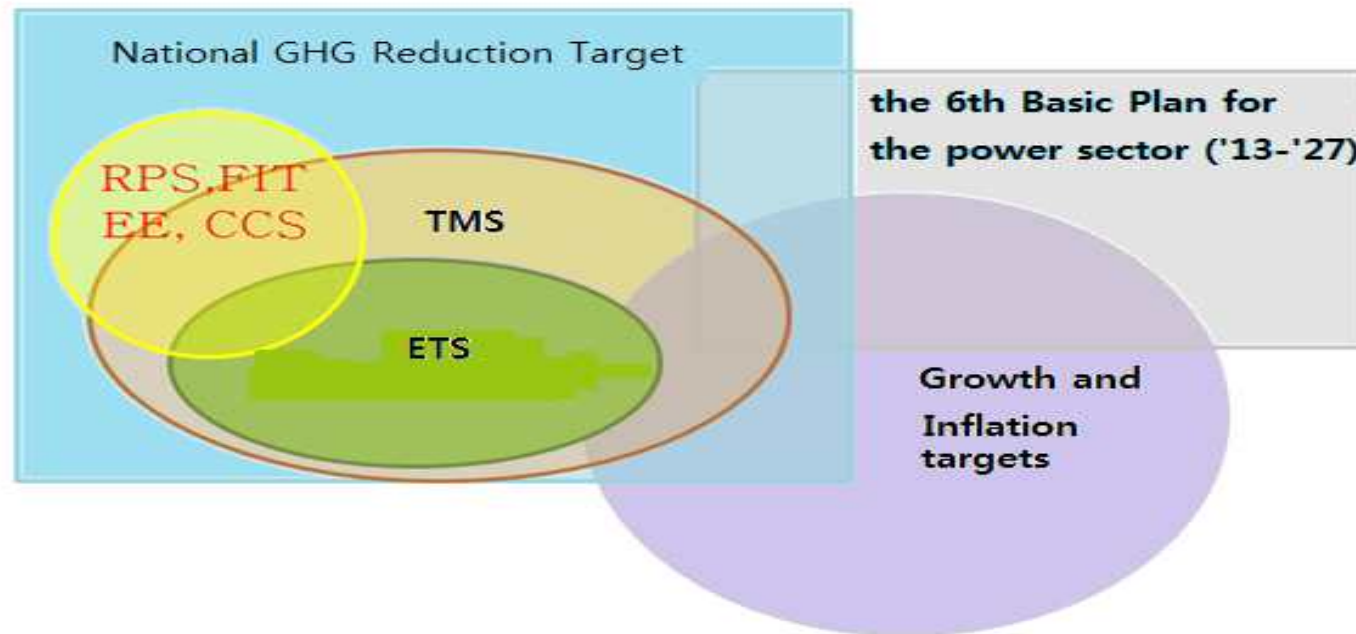 National GHG Reduction Target
the 6th Basic Plan for
the power sector ('13-'27)
RPS,FIT
EE, CCS
TMS
ETS
Growth and
Inflation
targets